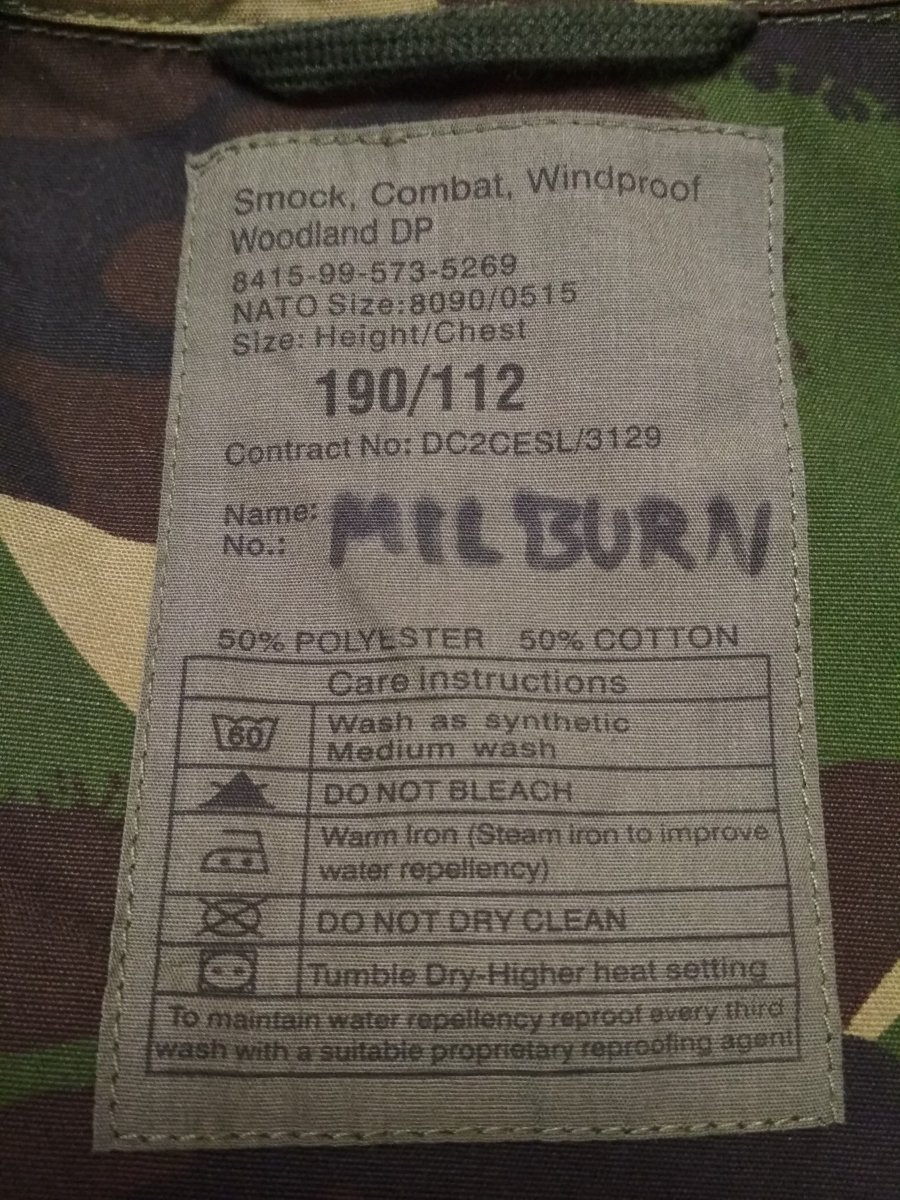 Smock, Combat, Windproof
Woodland DP
8415-99-573-5269
NATO Size:8090/0515
Size: Height/Chest
190/112
Contract No: DC2CESL/3129
Name: MILBURN
No.:
50% POLYESTER 50% COTTON
Care instructions
60 Wash as synthetic
Medium wash
DO NOT BLEACH
Warm Iron (Steam iron to improve
water repellency)
DO NOT DRY CLEAN
Tumble Dry-Higher heat setting
To maintain water repellency reproof every third
wash with a suitable proprietary reproofing agent